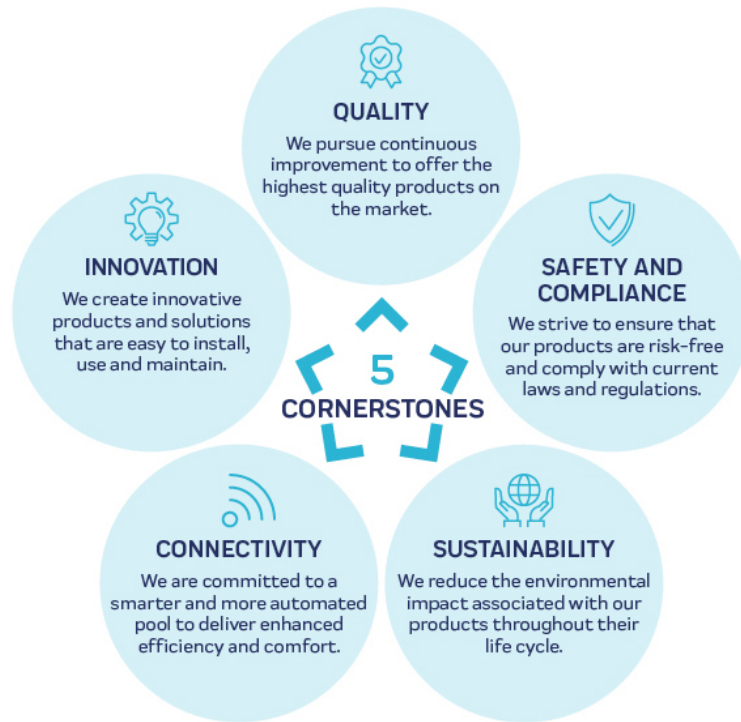 QUALITY
We pursue continuous
improvement to offer the
highest quality products on
the market.
INNOVATION
We create innovative
products and solutions
that are easy to install,
use and maintain.
SAFETY AND
COMPLIANCE
We strive to ensure that
our products are risk-free
and comply with current
laws and regulations.
5
CORNERSTONES
CONNECTIVITY
We are committed to a
smarter and more automated
pool to deliver enhanced
efficiency and comfort.
SUSTAINABILITY
We reduce the environmental
impact associated with our
products throughout their
life cycle.